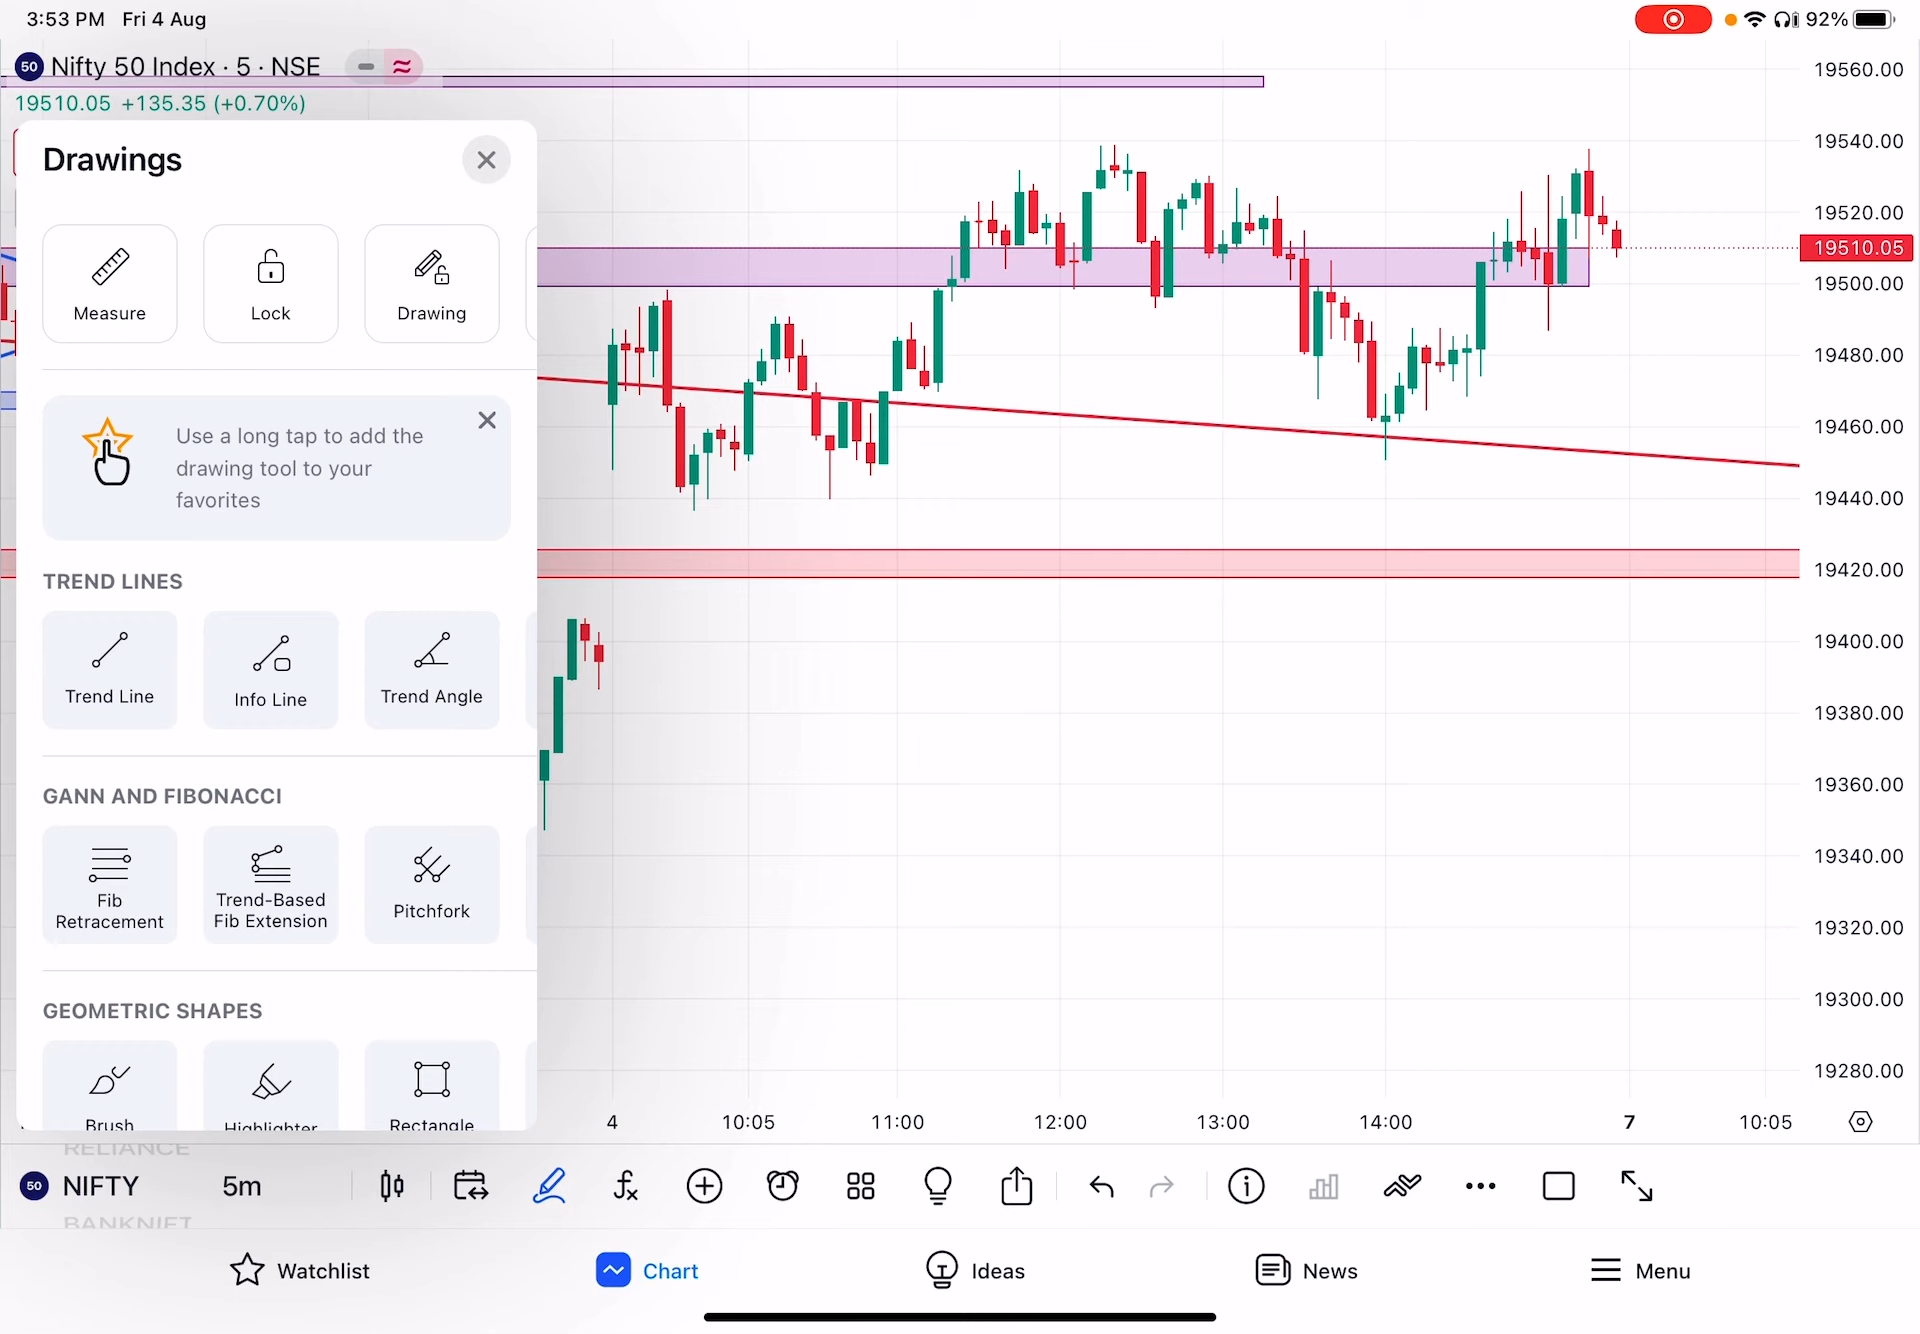 3:53 PM Fri 4 Aug
92%
50 Nifty 50 Index · 5 · NSE
19510.05 +135.35 (+0.70%)
Drawings
Measure
Lock
Drawing
Use a long tap to add the
drawing tool to your
favorites
TREND LINES
Trend Line
Info Line
Trend Angle
GANN AND FIBONACCI
Fib
Retracement
Trend-Based
Fib Extension
Pitchfork
GEOMETRIC SHAPES
Brush
Highlighter
Rectangle
19560.00
19540.00
19520.00
19510.05
19500.00
19480.00
19460.00
19440.00
19420.00
19400.00
19380.00
19360.00
19340.00
19320.00
19300.00
19280.00
4 10:05 11:00 12:00 13:00 14:00 7 10:05
RELIANCE
50 NIFTY 5m
BANKNIFT
Watchlist
Chart
Ideas
News
Menu